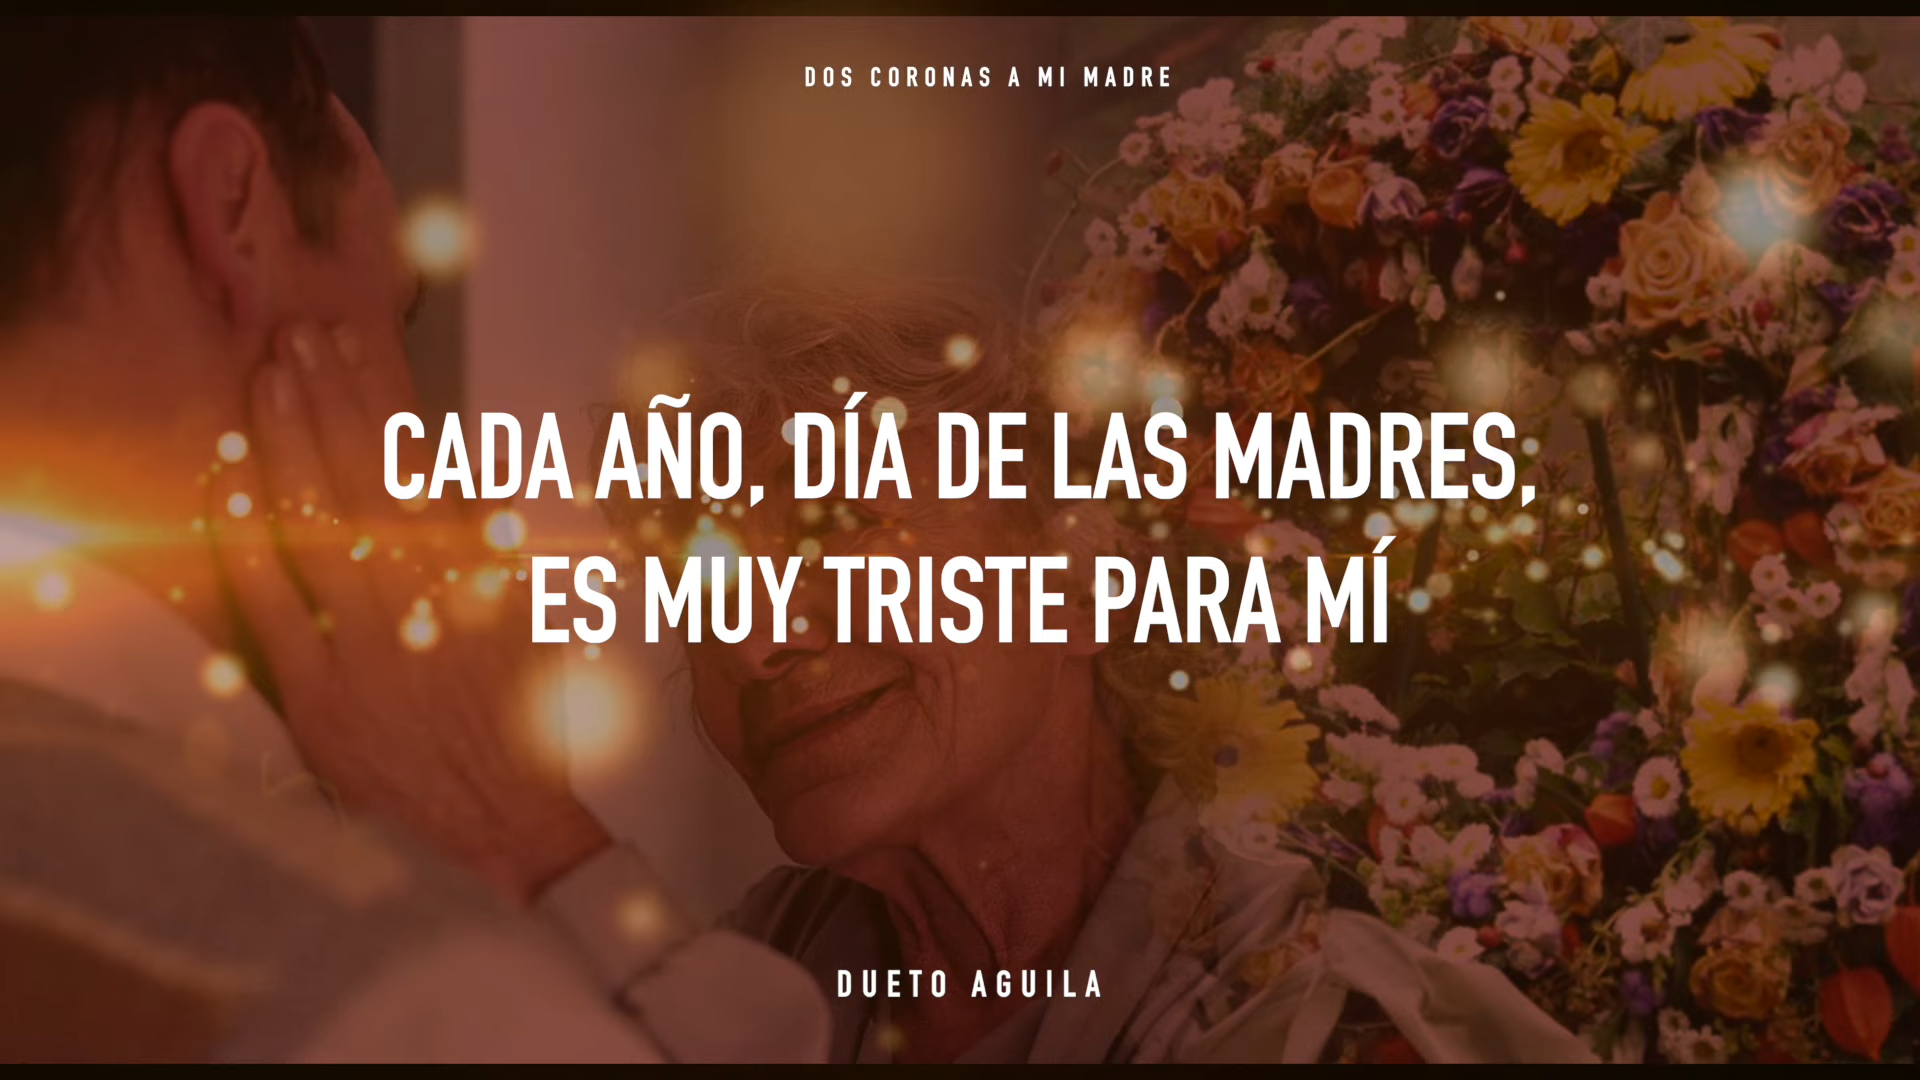 DOS CORONAS A MI MADRE
CADA AÑO, DÍA DE LAS MADRES,
ES MUY TRISTE PARA MÍ
DUETO AGUILA